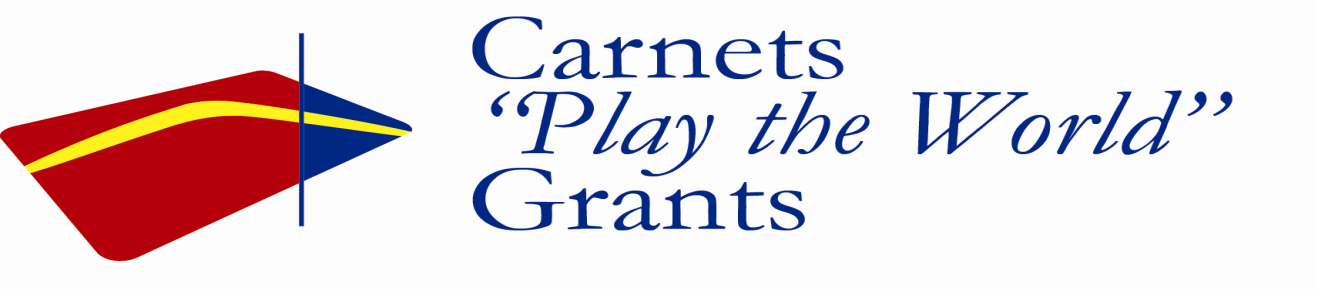 Carnets
“Play the World”
Grants